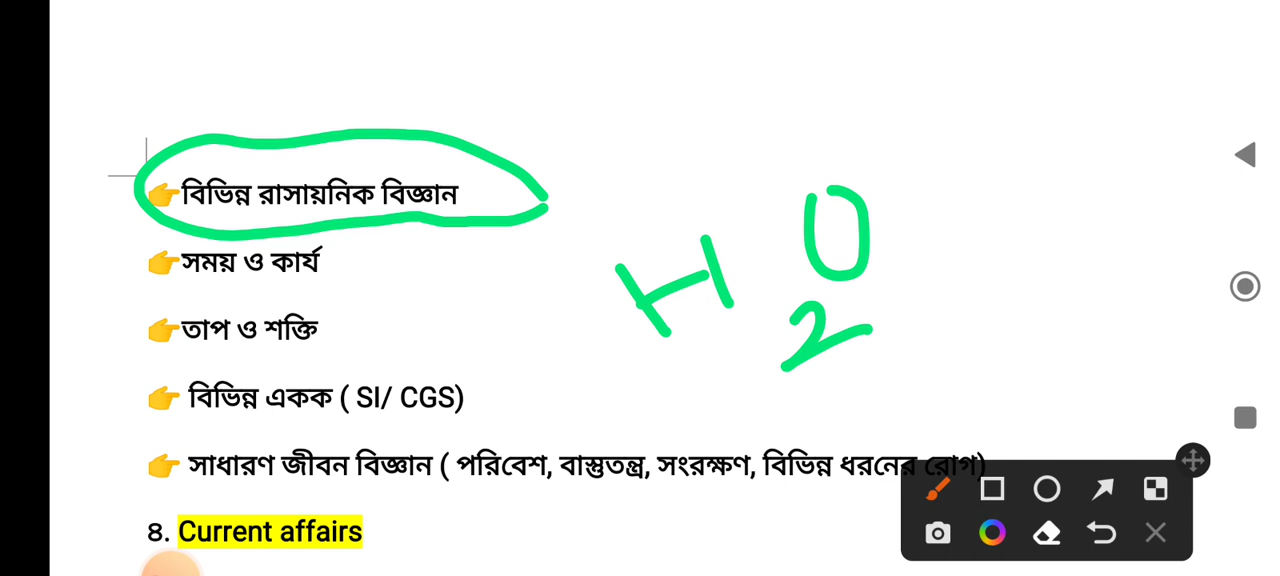 👉বিভিন্ন রাসায়নিক বিজ্ঞান
H₂O
👉সময় ও কার্য
👉তাপ ও শক্তি
👉 বিভিন্ন একক ( SI/ CGS)
👉 সাধারণ জীবন বিজ্ঞান ( পরিবেশ, বাস্তুতন্ত্র, সংরক্ষণ, বিভিন্ন ধরনের রোগ)
৪. Current affairs